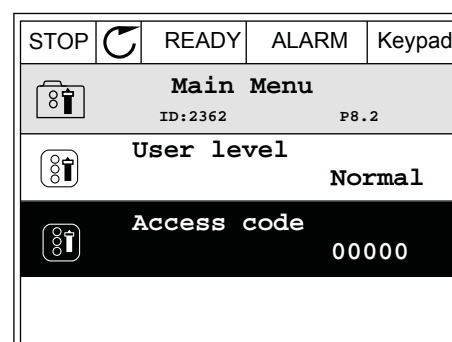 STOP READY ALARM Keypad
Main Menu
ID:2362 P8.2
User level
Normal
Access code
00000